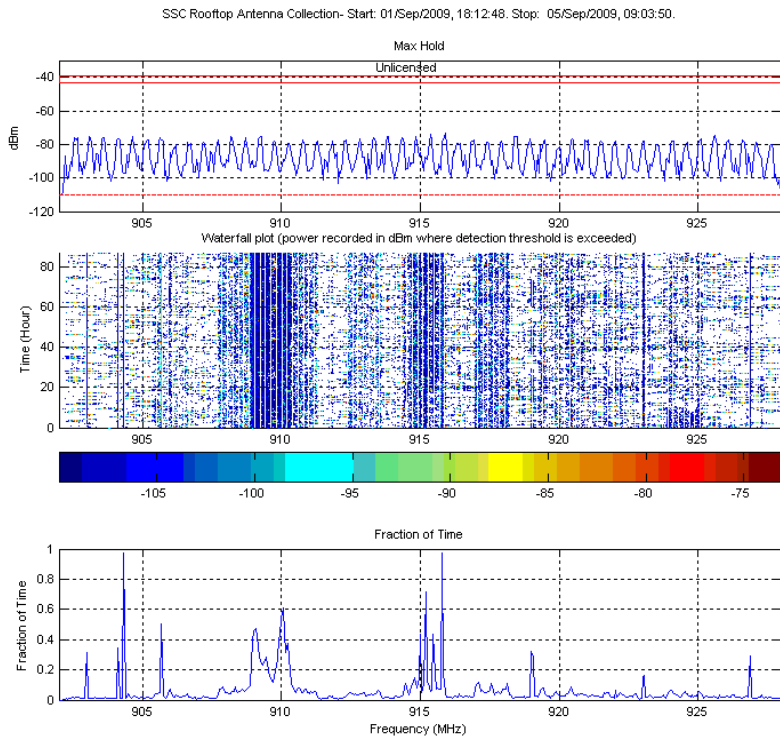 SSC Rooftop Antenna Collection- Start: 01/Sep/2009, 18:12:48. Stop: 05/Sep/2009, 09:03:50.
Max Hold
Unlicensed
-40
-60
-80
-100
-120
dBm
905 910 915 920 925
Waterfall plot (power recorded in dBm where detection threshold is exceeded)
80
60
40
20
0
Time (Hour)
905 910 915 920 925
-105 -100 -95 -90 -85 -80 -75
Fraction of Time
1
0.8
0.6
0.4
0.2
0
Fraction of Time
905 910 915 920 925
Frequency (MHz)